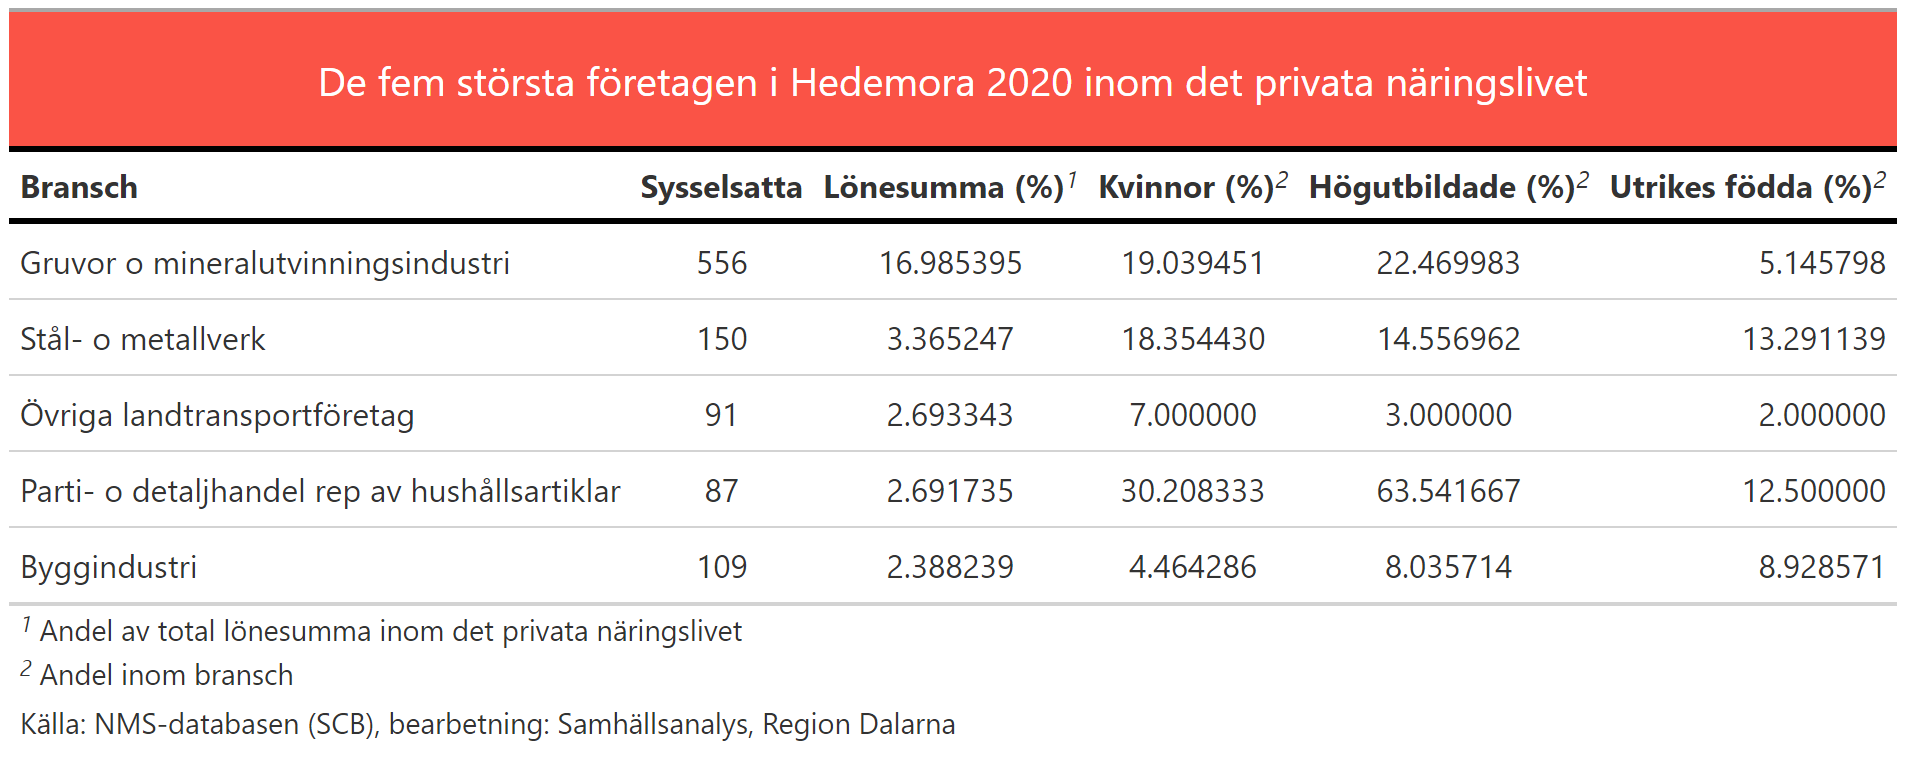 De fem största företagen i Hedemora 2020 inom det privata näringslivet
Bransch Sysselsatta Lönesumma (%)1 Kvinnor (%)2 Högutbildade (%)2 Utrikes födda (%)2
Gruvor o mineralutvinningsindustri 556 16.985395 19.039451 22.469983 5.145798
Stål- o metallverk 150 3.365247 18.354430 14.556962 13.291139
Övriga landtransportföretag 91 2.693343 7.000000 3.000000 2.000000
Parti- o detaljhandel rep av hushållsartiklar 87 2.691735 30.208333 63.541667 12.500000
Byggindustri 109 2.388239 4.464286 8.035714 8.928571
1 Andel av total lönesumma inom det privata näringslivet
2 Andel inom bransch
Källa: NMS-databasen (SCB), bearbetning: Samhällsanalys, Region Dalarna